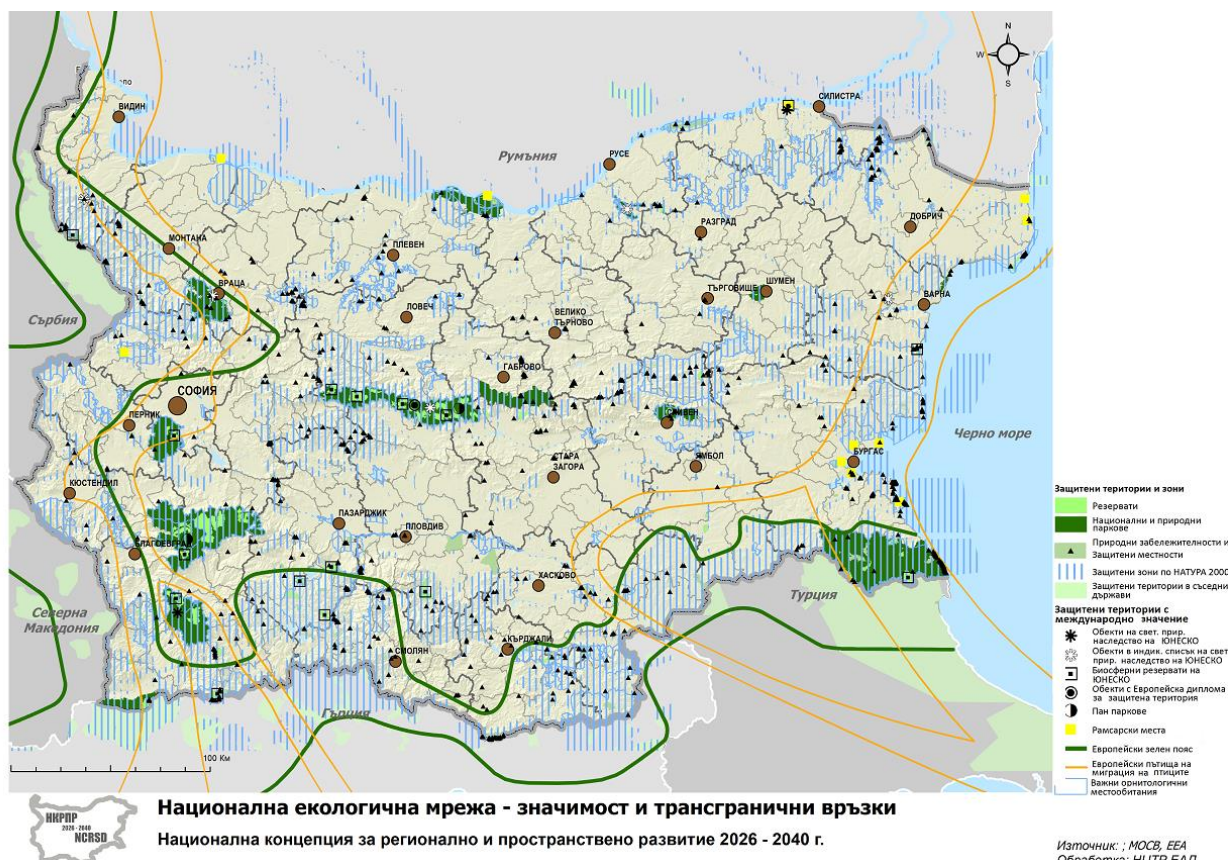 N
W
E
S
ВИДИН
СИЛИСТРА
Румъния
РУСЕ
ДОБРИЧ
РАЗГРАД
МОНТАНА
ПЛЕВЕН
ВРАЦА
ТЪРГОВИЩЕ
ШУМЕН
ВАРНА
ЛОВЕЧ
Сърбия
ВЕЛИКО
ТЪРНОВО
ГАБРОВО
СОФИЯ
ПЕРНИК
СЛИВЕН
Черно море
БУРГАС
СТАРА
ЗАГОРА
ЯМБОЛ
КЮСТЕНДИЛ
ПАЗАРДЖИК
ПЛОВДИВ
БЛАГОЕВГРАД
ХАСКОВО
Турция
Северна
Македония
КЪРДЖАЛИ
СМОЛЯН
Гърция
100 Км
Защитени територии и зони
Резервати
Национални и природни
паркове
Природни забележителности и
Защитени местности
Защитени зони по НАТУРА 2000
Защитени територии в съседни
държави
Защитени територии с
международно значение
Обекти на свет. прир.
наследство на ЮНЕСКО
Обекти в индик. списък на свет.
прир. наследство на ЮНЕСКО
Биосферни резервати на
ЮНЕСКО
Обекти с Европейска диплома
за защитена територия
Пан паркове
Рамсарски места
Европейски зелен пояс
Европейски пътища на
миграция на птиците
Важни орнитологични
местообитания
НКРПР
2026 - 2040
NCRSD
Национална екологична мрежа - значимост и трансгранични връзки
Национална концепция за регионално и пространствено развитие 2026 - 2040 г.
Източник: ; МОСВ, ЕЕА
Обработка: НЦТР ЕАД